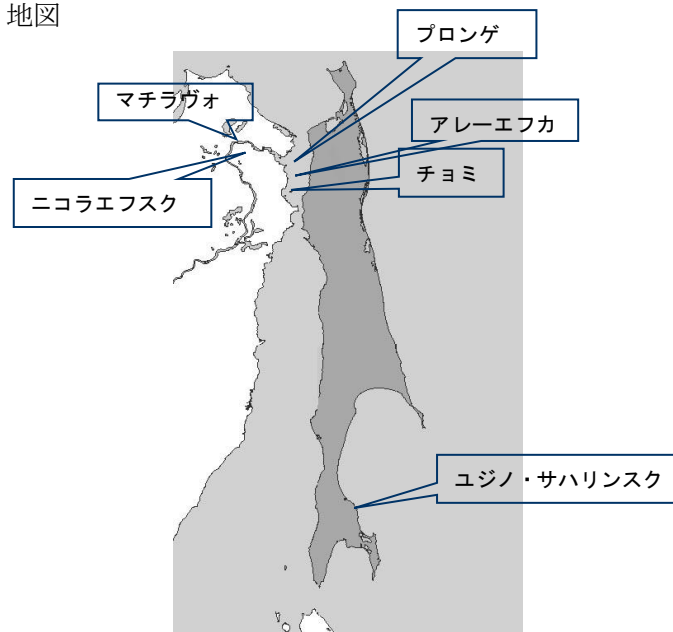 地図
プロンゲ
マチラヴォ
アレーエフカ
チョミ
ニコラエフスク
ユジノ・サハリンスク